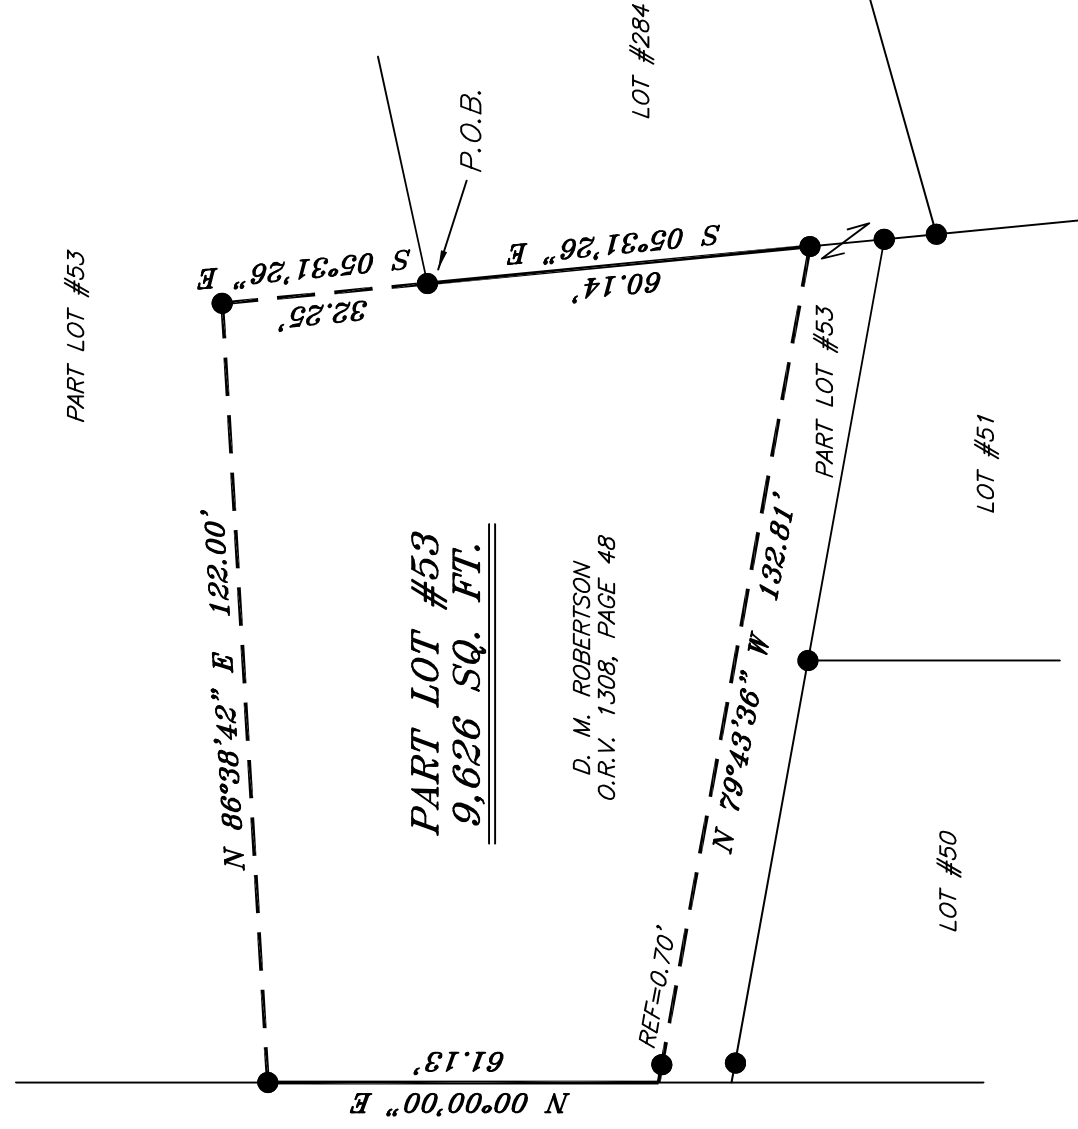 PART LOT #53
LOT #284
P.O.B.
S 05°31'26" E
32.25'
S 05°31'26" E
60.14'
N 86°38'42" E 122.00'
PART LOT #53
9,626 SQ. FT.
D. M. ROBERTSON
O.R.V. 1308, PAGE 48
N 79°43'36" W 132.81'
PART LOT #53
LOT #51
LOT #50
REF=0.70'
61.13'
N 00°00'00" E